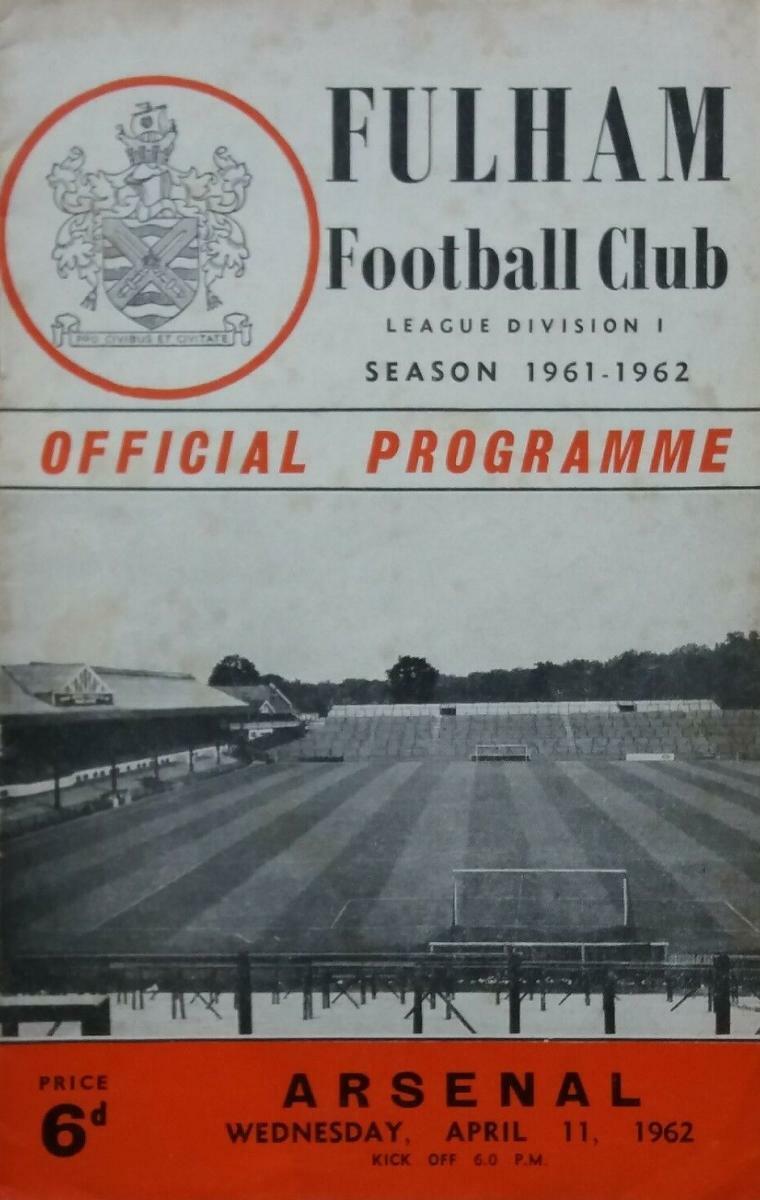 FULHAM
Football Club
LEAGUE DIVISION I
SEASON 1961-1962
PRO CIVIBUS ET CIVITATE
OFFICIAL PROGRAMME
PRICE
6d
ARSENAL
WEDNESDAY, APRIL 11, 1962
KICK OFF 6.0 P.M.